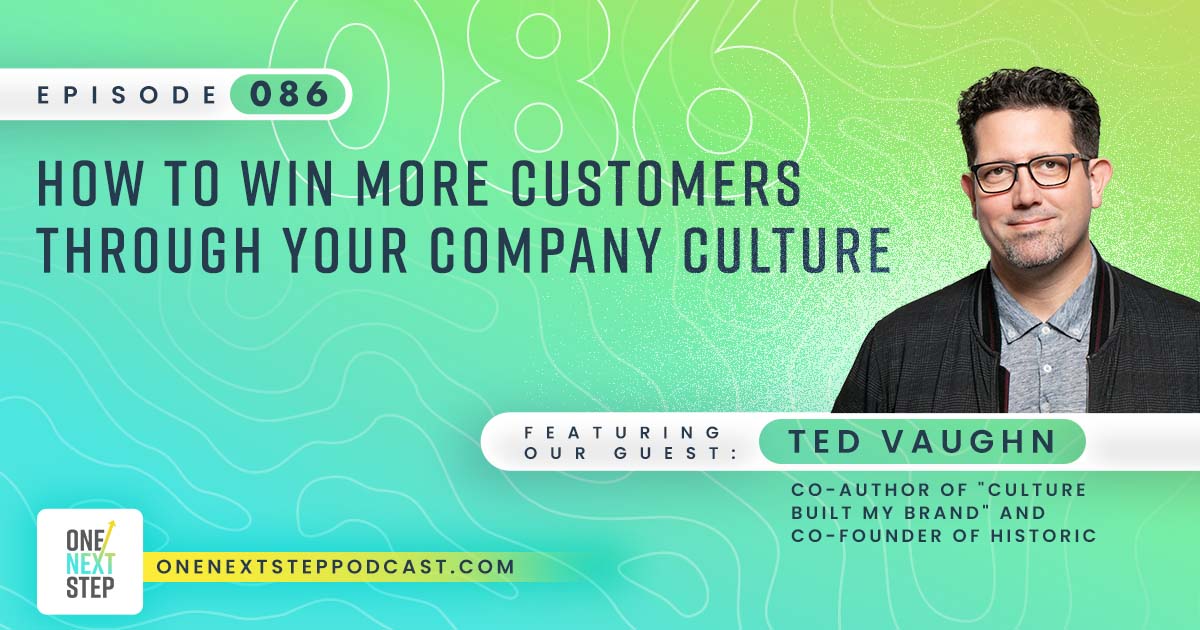 EPISODE 086
086
HOW TO WIN MORE CUSTOMERS
THROUGH YOUR COMPANY CULTURE
FEATURING
OUR GUEST:
TED VAUGHN
CO-AUTHOR OF "CULTURE
BUILT MY BRAND" AND
CO-FOUNDER OF HISTORIC
ONE
NEXT
STEP
ONENEXTSTEPPODCAST.COM